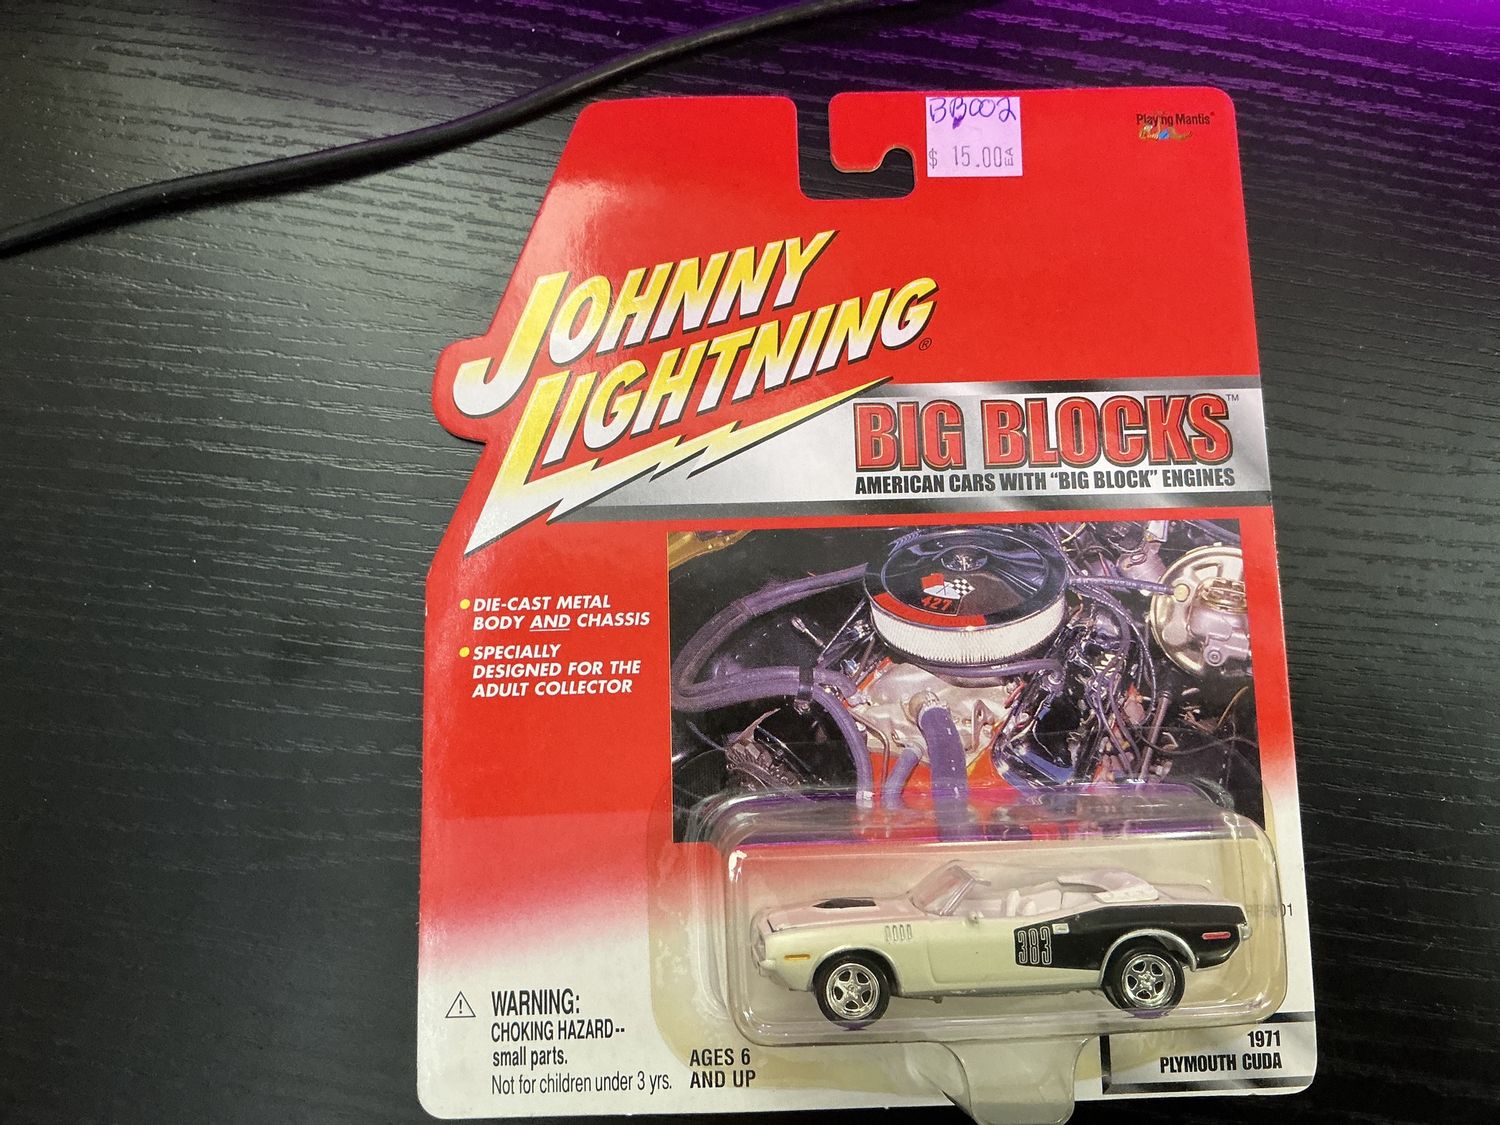 BB002
$ 15.00 EA
Playing Mantis®
JOHNNY
LIGHTNING®
BIG BLOCKS™
AMERICAN CARS WITH "BIG BLOCK" ENGINES
427
• DIE-CAST METAL
BODY AND CHASSIS
• SPECIALLY
DESIGNED FOR THE
ADULT COLLECTOR
383
WARNING:
CHOKING HAZARD--
small parts.
Not for children under 3 yrs.
AGES 6
AND UP
1971
PLYMOUTH CUDA